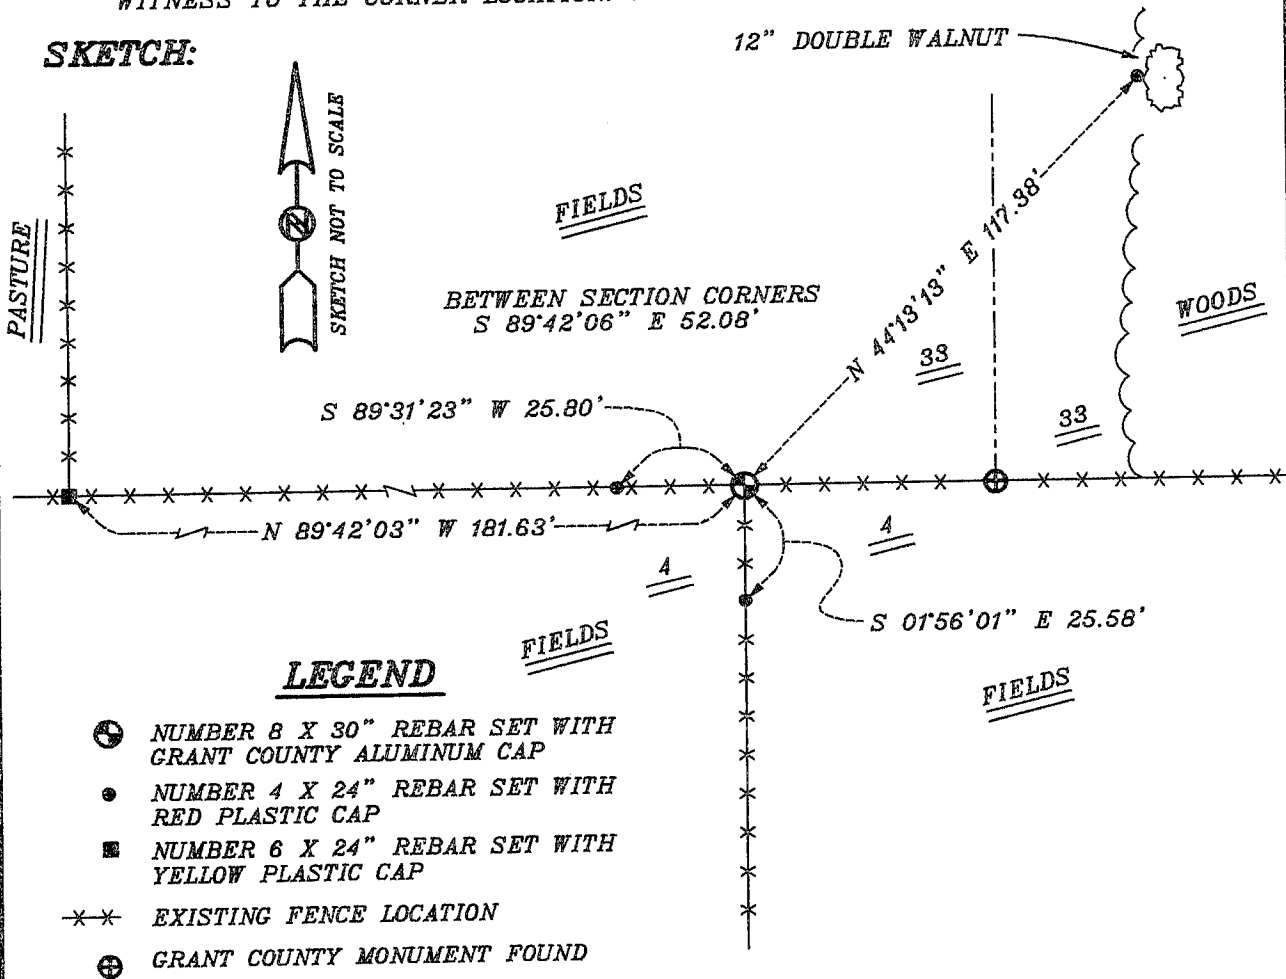 SKETCH:
12" DOUBLE WALNUT
SKETCH NOT TO SCALE
N
FIELDS
PASTURE
BETWEEN SECTION CORNERS
S 89°42'06" E 52.08'
N 44°13'13" E 117.38'
WOODS
33
33
S 89°31'23" W 25.80'
N 89°42'03" W 181.63'
4
4
S 01°56'01" E 25.58'
FIELDS
FIELDS
LEGEND
NUMBER 8 X 30" REBAR SET WITH
GRANT COUNTY ALUMINUM CAP
NUMBER 4 X 24" REBAR SET WITH
RED PLASTIC CAP
NUMBER 6 X 24" REBAR SET WITH
YELLOW PLASTIC CAP
EXISTING FENCE LOCATION
GRANT COUNTY MONUMENT FOUND